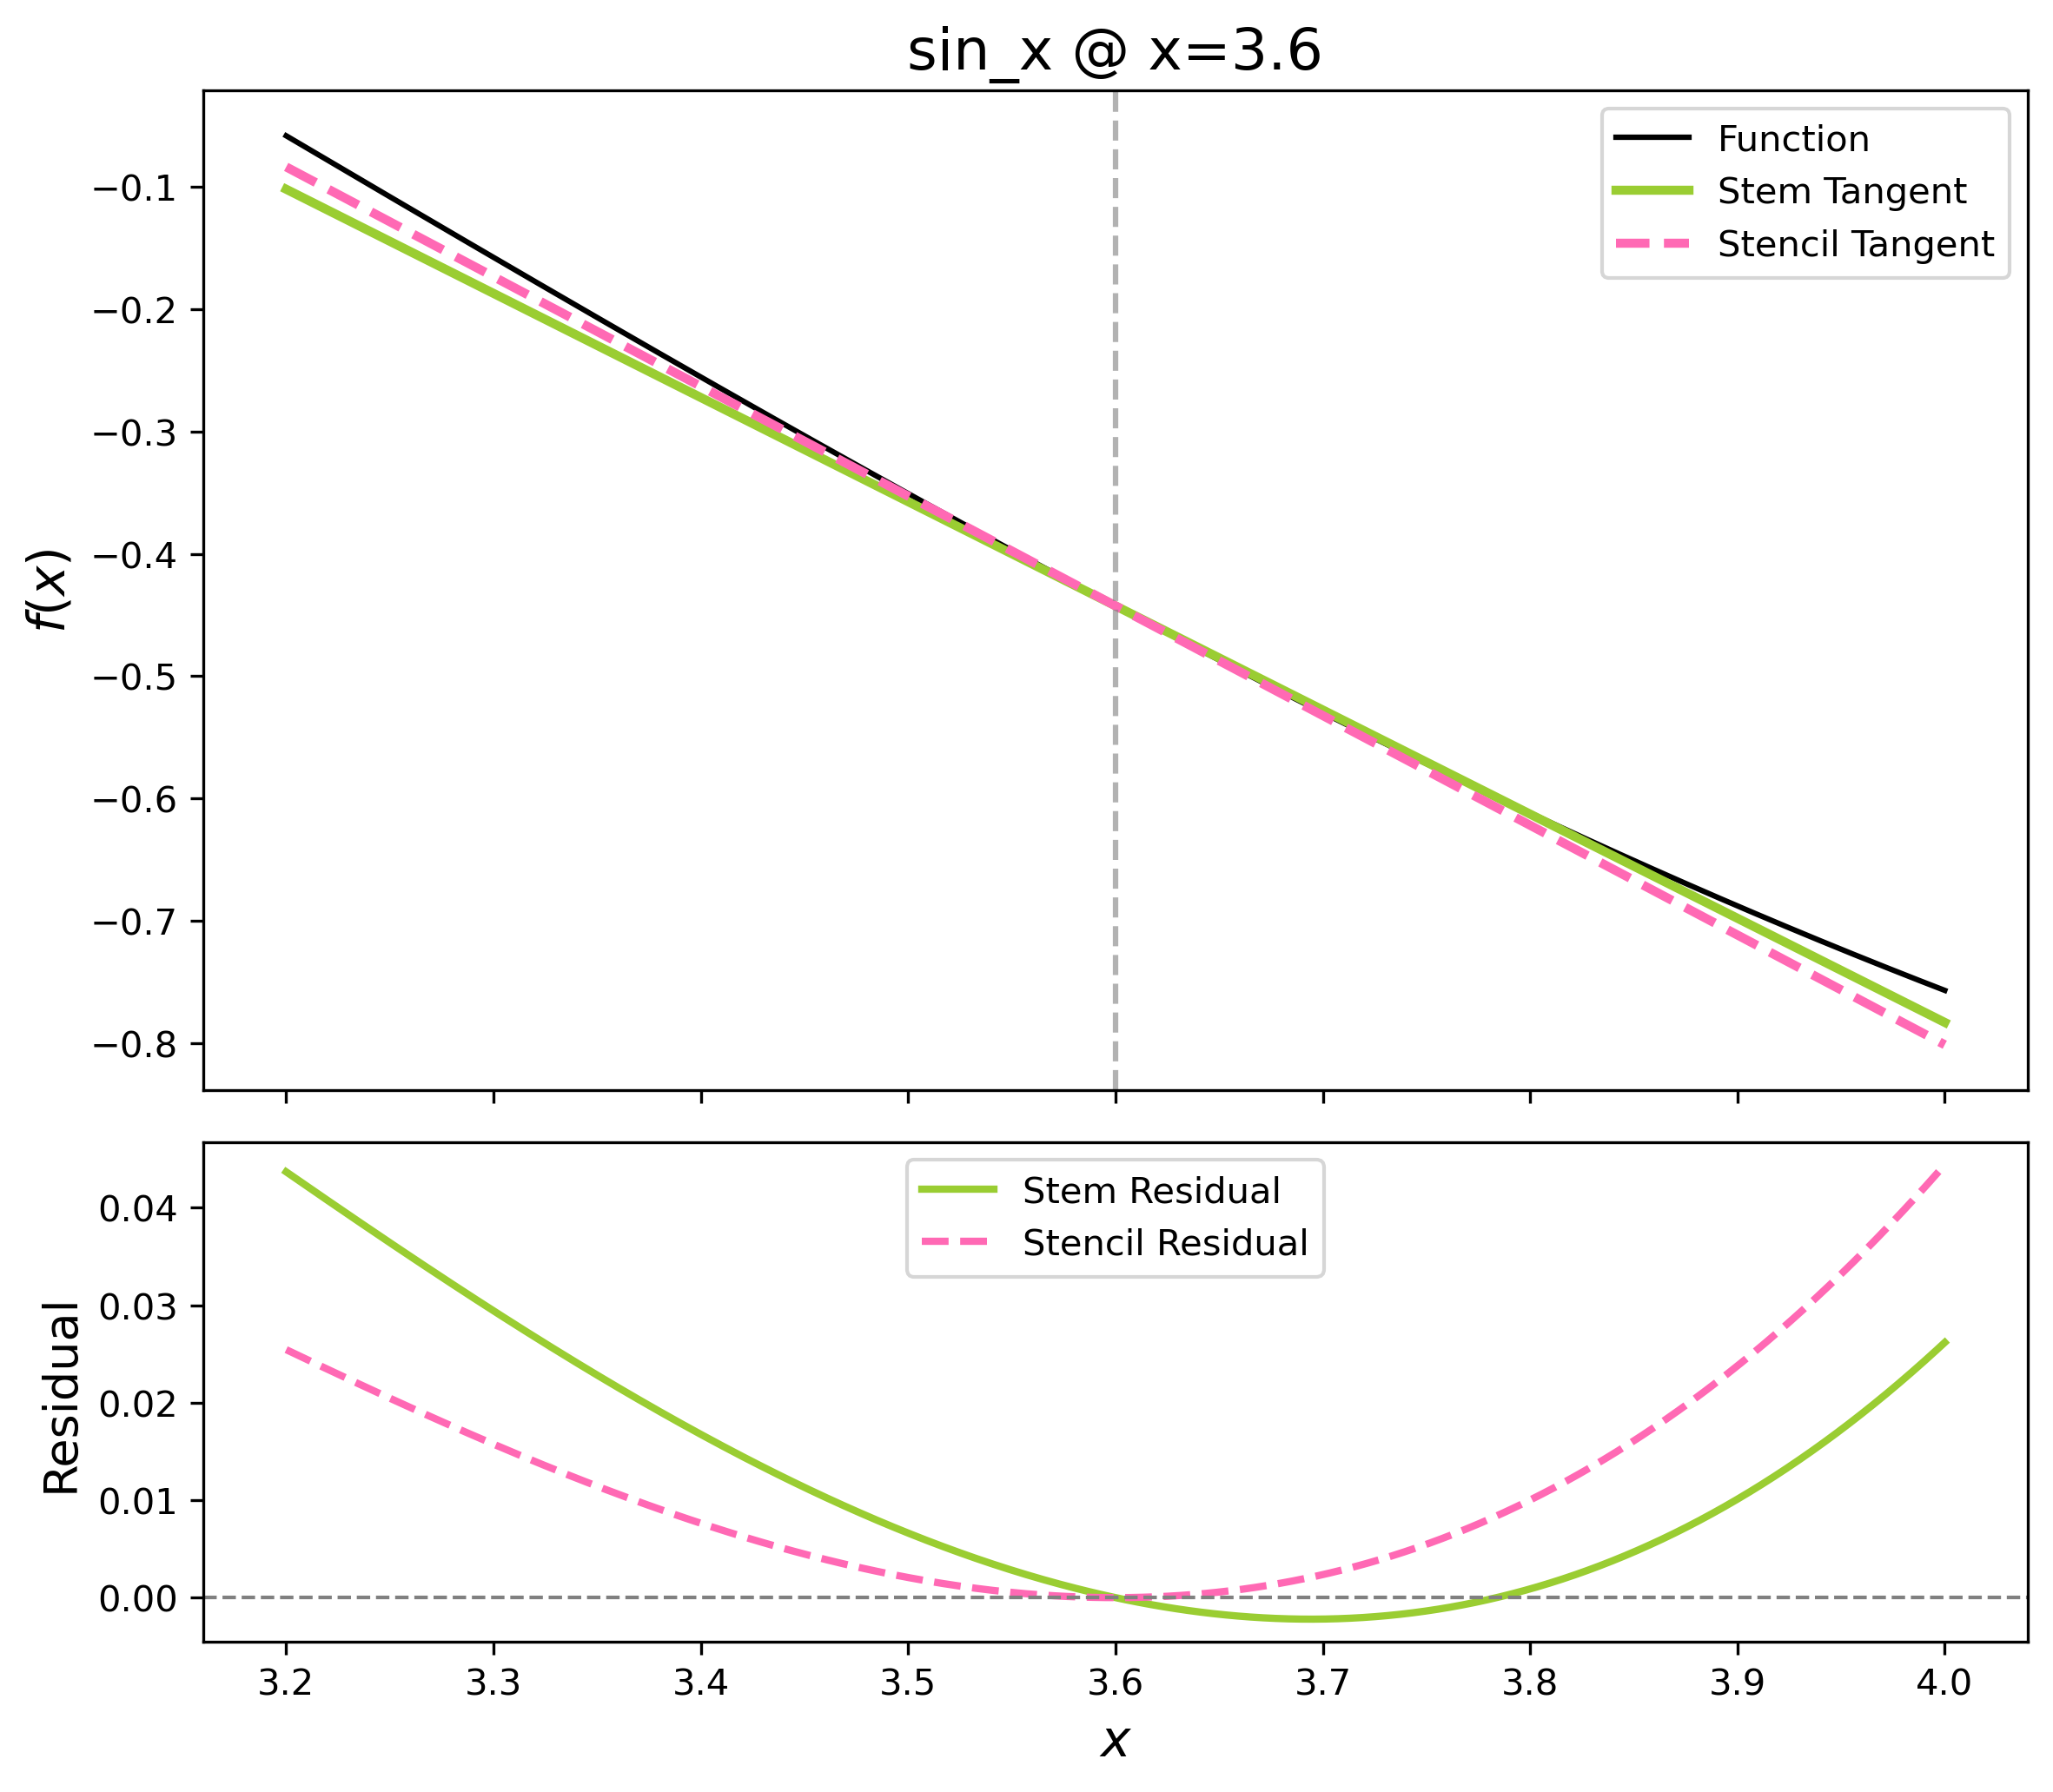 sin_x @ x=3.6
Function
Stem Tangent
Stencil Tangent
−0.1
−0.2
−0.3
−0.4
−0.5
−0.6
−0.7
−0.8
f(x)
Stem Residual
Stencil Residual
0.04
0.03
0.02
0.01
0.00
Residual
3.2 3.3 3.4 3.5 3.6 3.7 3.8 3.9 4.0
x